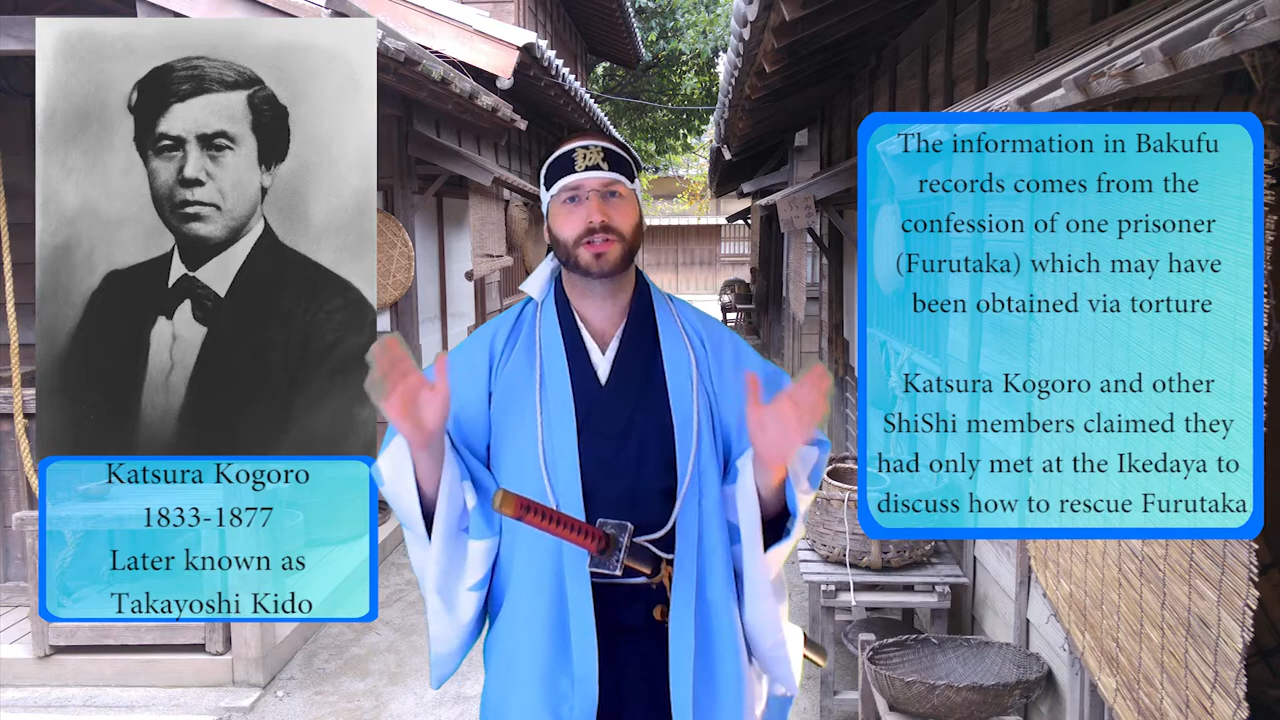 誠
Katsura Kogoro
1833-1877
Later known as
Takayoshi Kido
The information in Bakufu
records comes from the
confession of one prisoner
(Furutaka) which may have
been obtained via torture
Katsura Kogoro and other
ShiShi members claimed they
had only met at the Ikedaya to
discuss how to rescue Furutaka